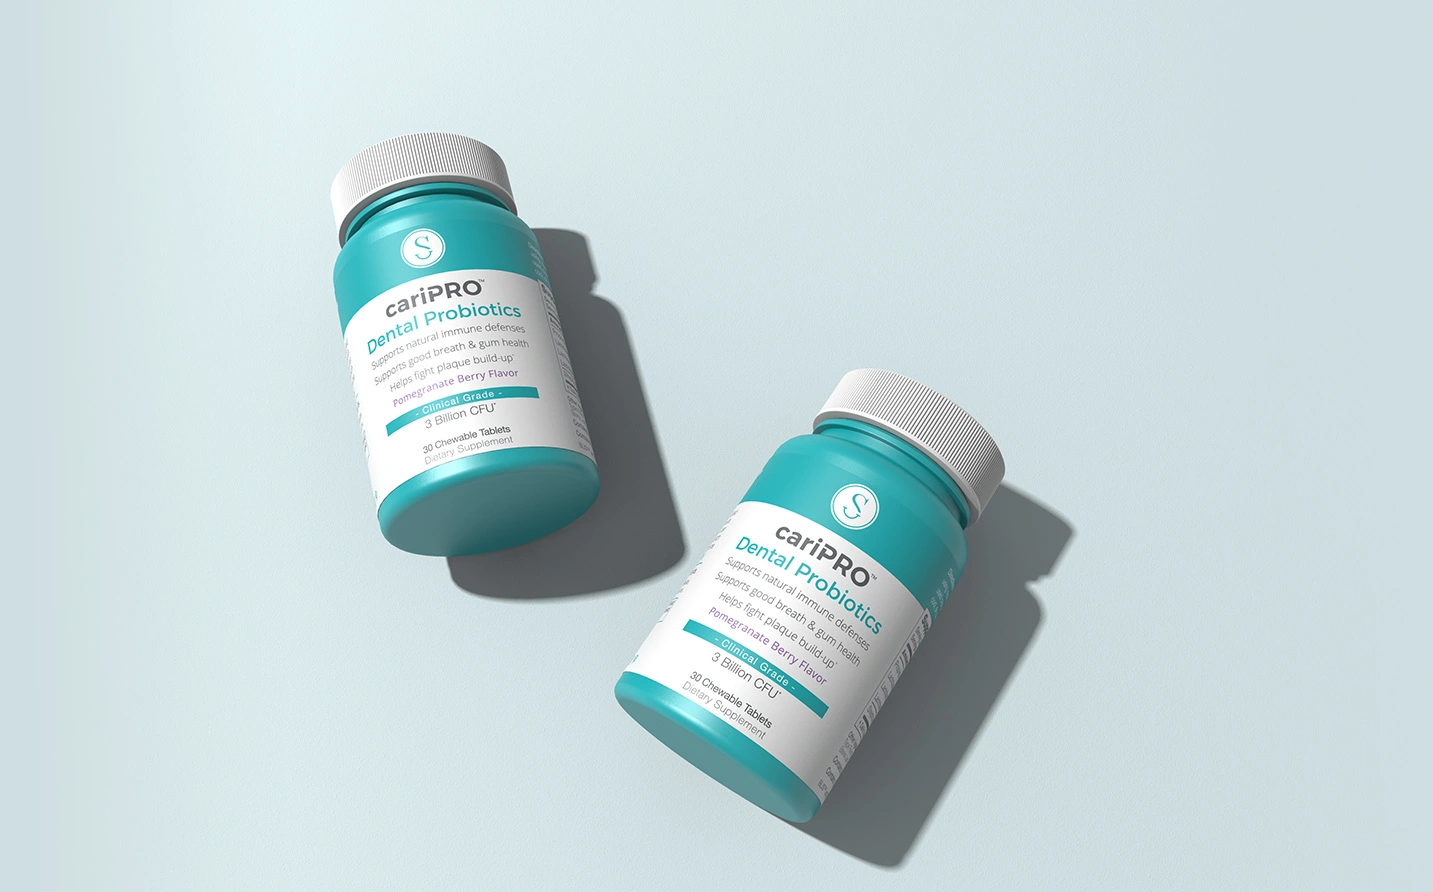 S
cariPRO™
Dental Probiotics
Supports natural immune defenses
Supports good breath & gum health
Helps fight plaque build-up*
Pomegranate Berry Flavor
- Clinical Grade -
3 Billion CFU*
30 Chewable Tablets
Dietary Supplement
S
cariPRO™
Dental Probiotics
Supports natural immune defenses
Supports good breath & gum health
Helps fight plaque build-up*
Pomegranate Berry Flavor
- Clinical Grade -
3 Billion CFU*
30 Chewable Tablets
Dietary Supplement